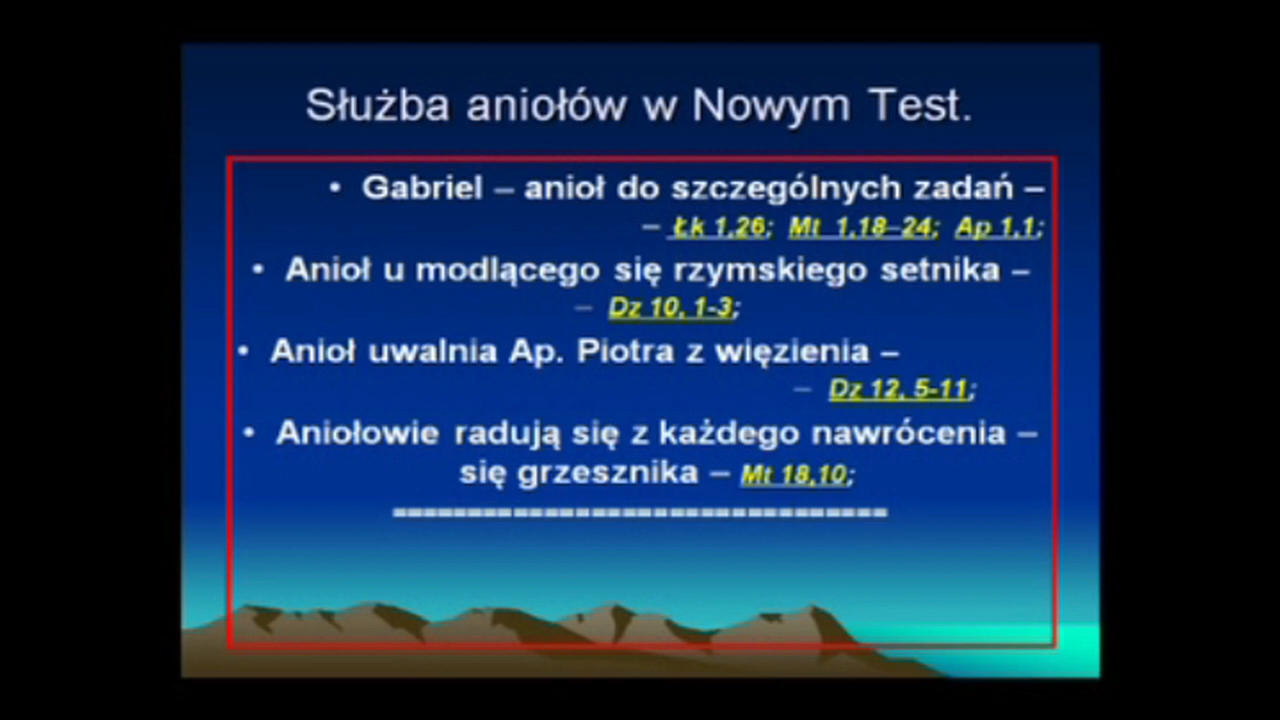 Służba aniołów w Nowym Test.
• Gabriel – anioł do szczególnych zadań –
– Łk 1,26; Mt 1,18–24; Ap 1,1;
• Anioł u modlącego się rzymskiego setnika –
– Dz 10, 1-3;
• Anioł uwalnia Ap. Piotra z więzienia –
– Dz 12, 5-11;
• Aniołowie radują się z każdego nawrócenia –
się grzesznika – Mt 18,10;
=================================